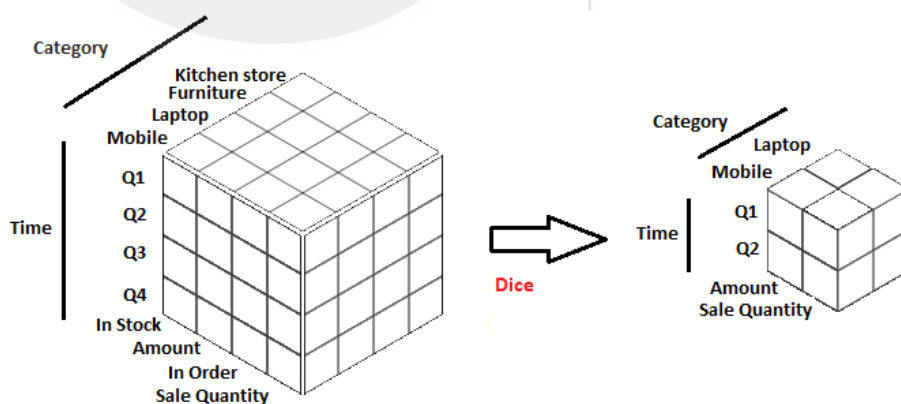 Category
Kitchen store
Furniture
Laptop
Mobile
Q1
Q2
Time
Q3
Q4
In Stock
Amount
In Order
Sale Quantity
Dice
Category
Laptop
Mobile
Q1
Time
Q2
Amount
Sale Quantity